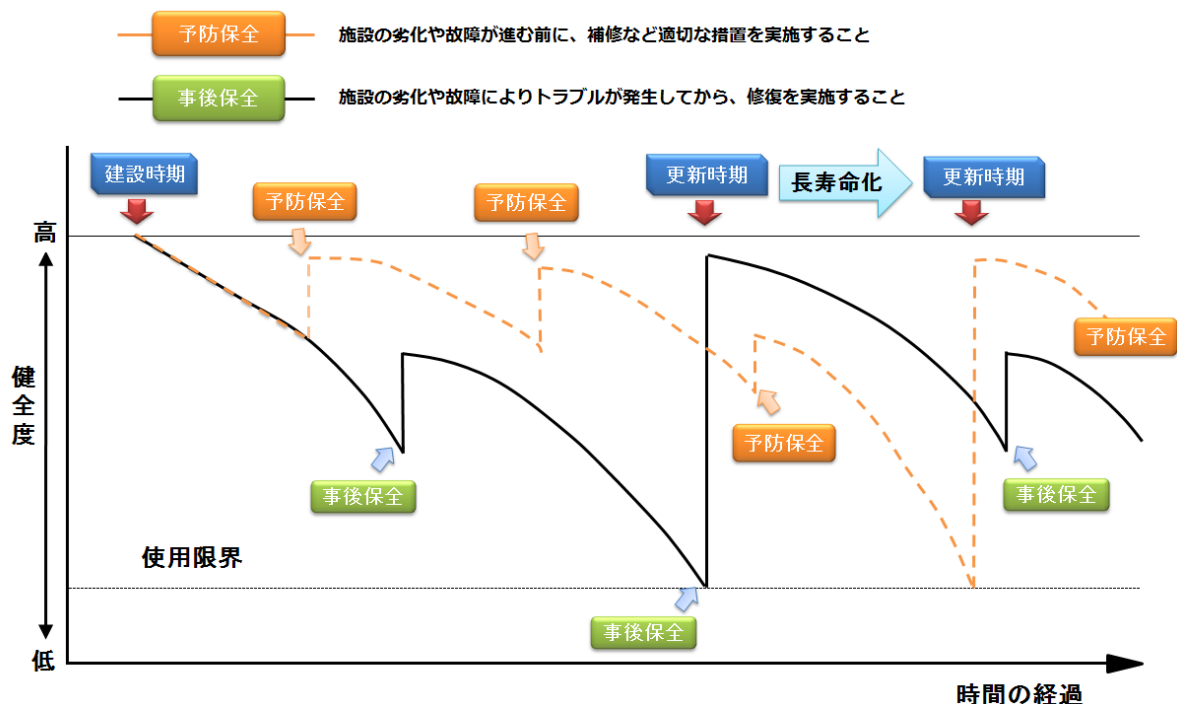 予防保全
施設の劣化や故障が進む前に、補修など適切な措置を実施すること
事後保全
施設の劣化や故障によりトラブルが発生してから、修復を実施すること
建設時期
予防保全
予防保全
更新時期
長寿命化
更新時期
高
健全度
低
予防保全
予防保全
事後保全
事後保全
使用限界
事後保全
時間の経過